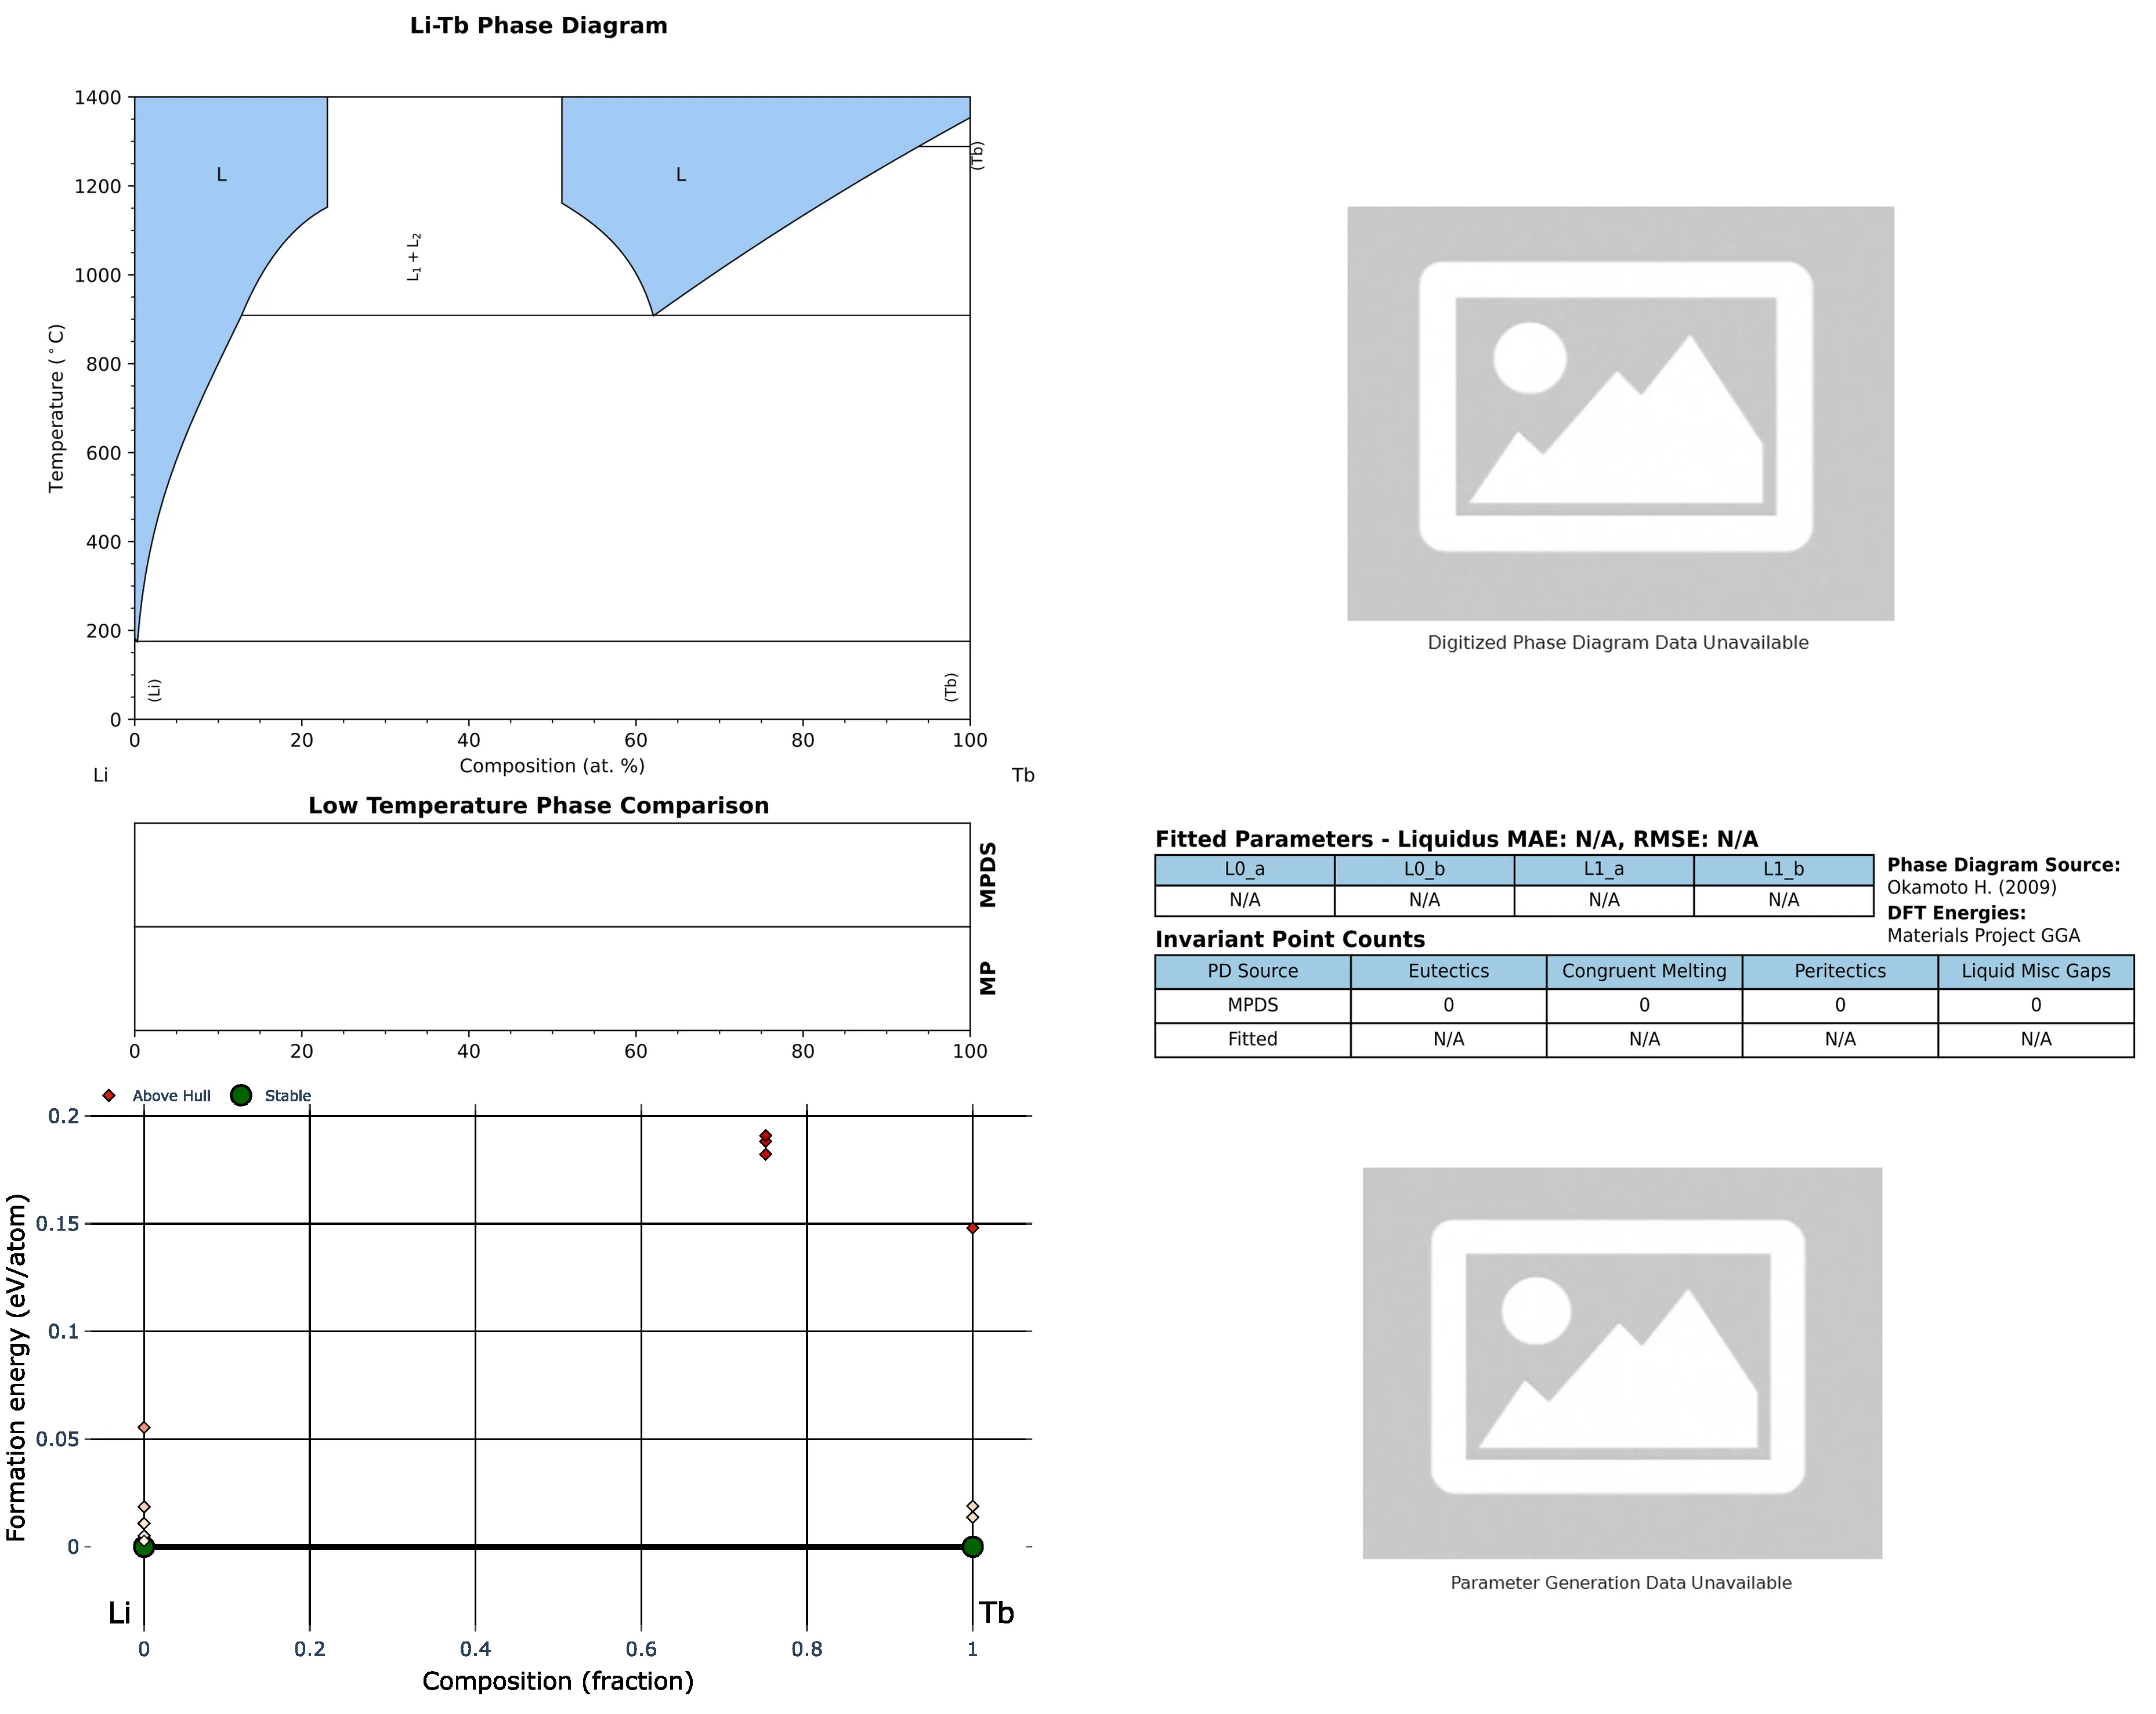 Li-Tb Phase Diagram
1400
1200
1000
800
600
400
200
0
Temperature (°C)
L
L
L₁ + L₂
(Tb)
(Li)
(Tb)
0 20 40 60 80 100
Composition (at. %)
Li
Tb
Digitized Phase Diagram Data Unavailable
Low Temperature Phase Comparison
MPDS
MP
0 20 40 60 80 100
Fitted Parameters - Liquidus MAE: N/A, RMSE: N/A
L0_a L0_b L1_a L1_b
N/A N/A N/A N/A
Phase Diagram Source:
Okamoto H. (2009)
DFT Energies:
Materials Project GGA
Invariant Point Counts
PD Source Eutectics Congruent Melting Peritectics Liquid Misc Gaps
MPDS 0 0 0 0
Fitted N/A N/A N/A N/A
Above Hull Stable
0.2
0.15
0.1
0.05
0
Formation energy (eV/atom)
Li
Tb
0 0.2 0.4 0.6 0.8 1
Composition (fraction)
Parameter Generation Data Unavailable